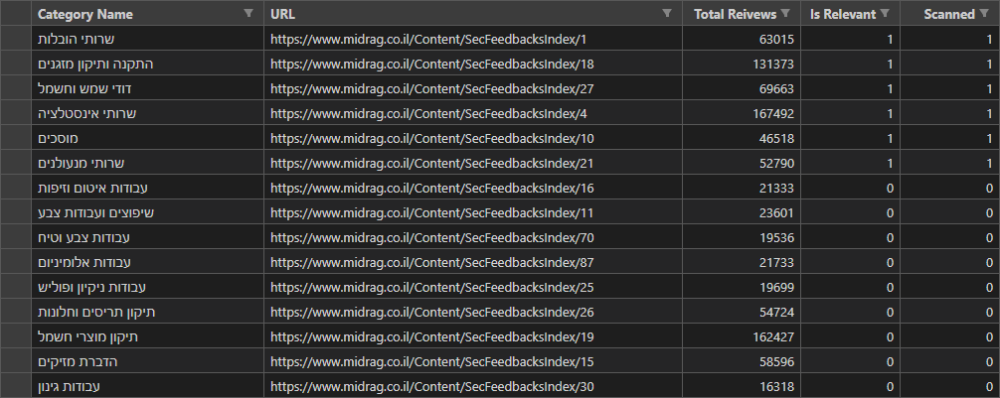 Category Name URL Total Reivews Is Relevant Scanned
שרותי הובלות https://www.midrag.co.il/Content/SecFeedbacksIndex/1 63015 1 1
התקנה ותיקון מזגנים https://www.midrag.co.il/Content/SecFeedbacksIndex/18 131373 1 1
דודי שמש וחשמל https://www.midrag.co.il/Content/SecFeedbacksIndex/27 69663 1 1
שרותי אינסטלציה https://www.midrag.co.il/Content/SecFeedbacksIndex/4 167492 1 1
מוסכים https://www.midrag.co.il/Content/SecFeedbacksIndex/10 46518 1 1
שרותי מנעולנים https://www.midrag.co.il/Content/SecFeedbacksIndex/21 52790 1 1
עבודות איטום וזיפות https://www.midrag.co.il/Content/SecFeedbacksIndex/16 21333 0 0
שיפוצים ועבודות צבע https://www.midrag.co.il/Content/SecFeedbacksIndex/11 23601 0 0
עבודות צבע וטיח https://www.midrag.co.il/Content/SecFeedbacksIndex/70 19536 0 0
עבודות אלומיניום https://www.midrag.co.il/Content/SecFeedbacksIndex/87 21733 0 0
עבודות ניקיון ופוליש https://www.midrag.co.il/Content/SecFeedbacksIndex/25 19699 0 0
תיקון תריסים וחלונות https://www.midrag.co.il/Content/SecFeedbacksIndex/26 54724 0 0
תיקון מוצרי חשמל https://www.midrag.co.il/Content/SecFeedbacksIndex/19 162427 0 0
הדברת מזיקים https://www.midrag.co.il/Content/SecFeedbacksIndex/15 58596 0 0
עבודות גינון https://www.midrag.co.il/Content/SecFeedbacksIndex/30 16318 0 0